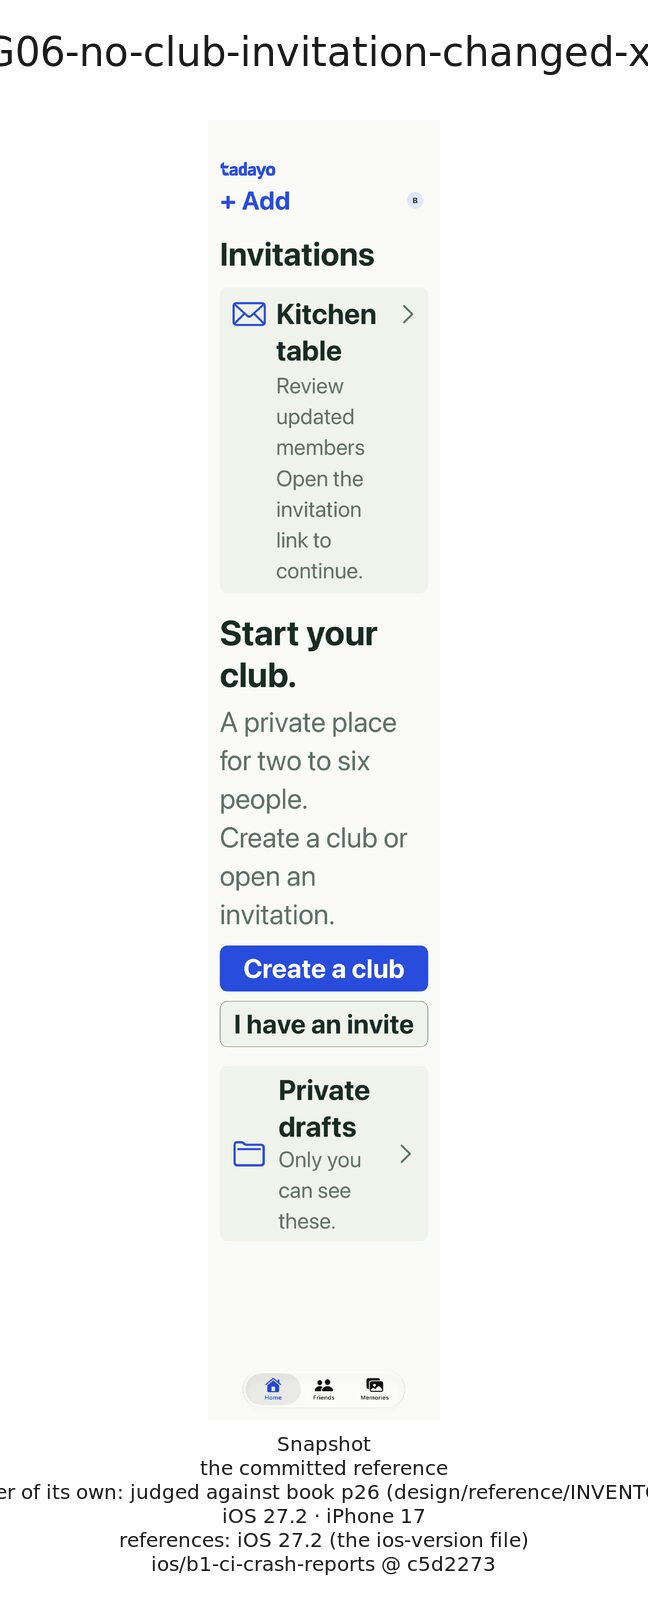 G06-no-club-invitation-changed-x
tadayo
+ Add
B
Invitations
Kitchen
table
Review
updated
members
Open the
invitation
link to
continue.
Start your
club.
A private place
for two to six
people.
Create a club or
open an
invitation.
Create a club
I have an invite
Private
drafts
Only you
can see
these.
Home
Friends
Memories
Snapshot
the committed reference
er of its own: judged against book p26 (design/reference/INVENTO
iOS 27.2 · iPhone 17
references: iOS 27.2 (the ios-version file)
ios/b1-ci-crash-reports @ c5d2273